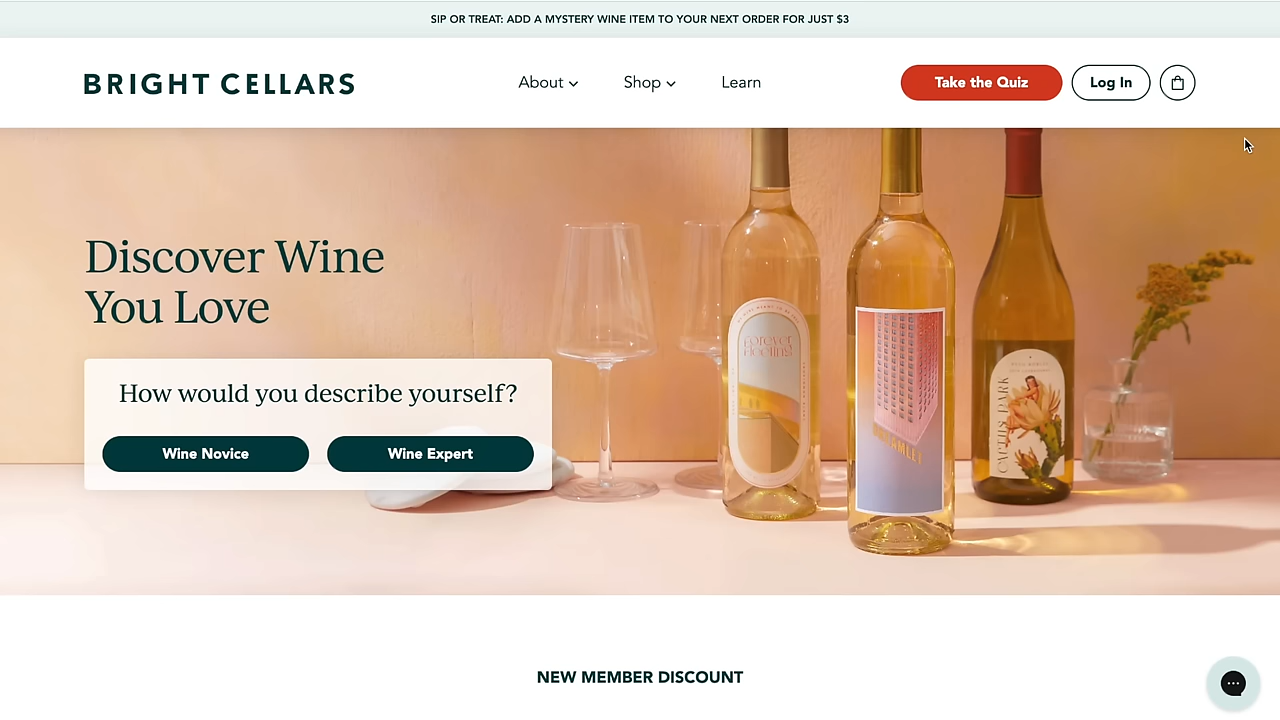 SIP OR TREAT: ADD A MYSTERY WINE ITEM TO YOUR NEXT ORDER FOR JUST $3
BRIGHT CELLARS
About
Shop
Learn
Take the Quiz
Log In
Discover Wine
You Love
How would you describe yourself?
Wine Novice
Wine Expert
forever
fleeting
CACTUS PARK
NEW MEMBER DISCOUNT